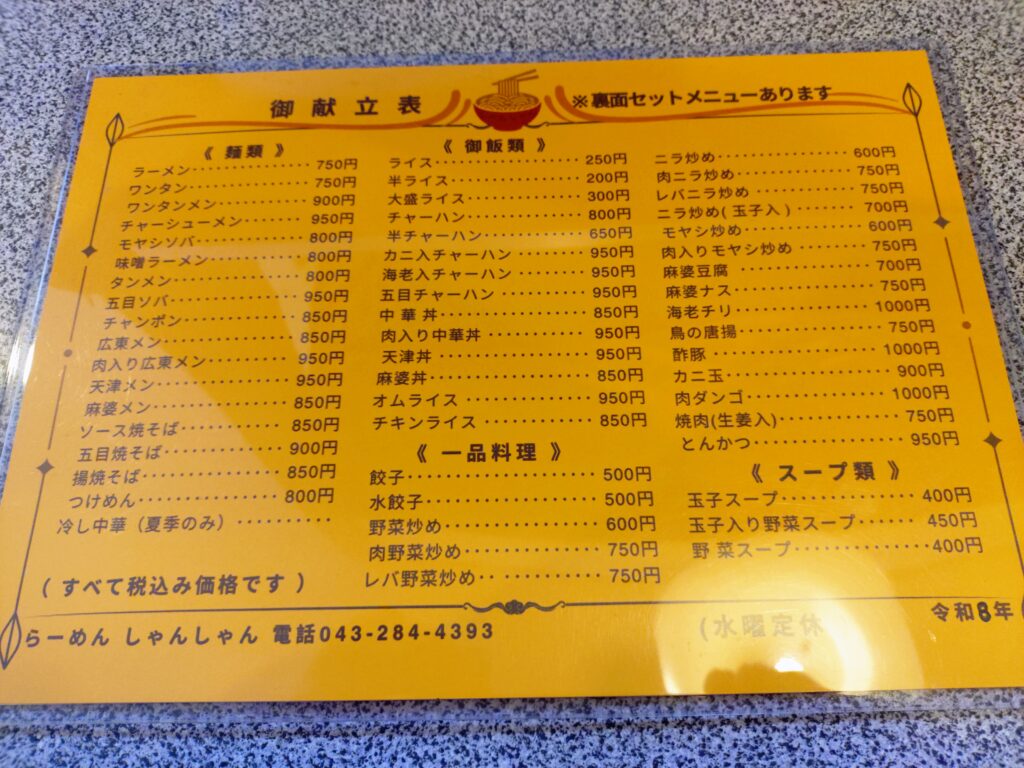 御献立表
※裏面セットメニューあります
《 麺類 》
ラーメン・・・・・・・・・・・・750円
ワンタン・・・・・・・・・・・・750円
ワンタンメン・・・・・・・・・900円
チャーシューメン・・・・・・950円
モヤシソバ・・・・・・・・・・・800円
味噌ラーメン・・・・・・・・・800円
タンメン・・・・・・・・・・・・・800円
五目ソバ・・・・・・・・・・・・・950円
チャンポン・・・・・・・・・・・850円
広東メン・・・・・・・・・・・・・850円
肉入り広東メン・・・・・・・950円
天津メン・・・・・・・・・・・・・950円
麻婆メン・・・・・・・・・・・・・850円
ソース焼そば・・・・・・・・・850円
五目焼そば・・・・・・・・・・・900円
揚焼そば・・・・・・・・・・・・・850円
つけめん・・・・・・・・・・・・・800円
冷し中華（夏季のみ）・・・・・・・・・・
( すべて税込み価格です )
《 御飯類 》
ライス・・・・・・・・・・・・・・・・250円
半ライス・・・・・・・・・・・・・・200円
大盛ライス・・・・・・・・・・・・300円
チャーハン・・・・・・・・・・・・800円
半チャーハン・・・・・・・・・・650円
カニ入チャーハン・・・・・・・950円
海老入チャーハン・・・・・・・950円
五目チャーハン・・・・・・・・・950円
中華丼・・・・・・・・・・・・・・・・850円
肉入り中華丼・・・・・・・・・・950円
天津丼・・・・・・・・・・・・・・・・950円
麻婆丼・・・・・・・・・・・・・・・・850円
オムライス・・・・・・・・・・・・950円
チキンライス・・・・・・・・・・850円
《 一品料理 》
餃子・・・・・・・・・・・・・・・・・・500円
水餃子・・・・・・・・・・・・・・・・500円
野菜炒め・・・・・・・・・・・・・・600円
肉野菜炒め・・・・・・・・・・・・750円
レバ野菜炒め・・・・・・・・・・750円
ニラ炒め・・・・・・・・・・・・・・600円
肉ニラ炒め・・・・・・・・・・・・750円
レバニラ炒め・・・・・・・・・・750円
ニラ炒め(玉子入)・・・・・・・700円
モヤシ炒め・・・・・・・・・・・・600円
肉入りモヤシ炒め・・・・・・・750円
麻婆豆腐・・・・・・・・・・・・・・700円
麻婆ナス・・・・・・・・・・・・・・750円
海老チリ・・・・・・・・・・・・・・1000円
鳥の唐揚・・・・・・・・・・・・・・750円
酢豚・・・・・・・・・・・・・・・・・・1000円
カニ玉・・・・・・・・・・・・・・・・900円
肉ダンゴ・・・・・・・・・・・・・・1000円
焼肉(生姜入)・・・・・・・・・・・750円
とんかつ・・・・・・・・・・・・・・950円
《 スープ類 》
玉子スープ・・・・・・・・・・・・400円
玉子入り野菜スープ・・・・・・450円
野菜スープ・・・・・・・・・・・・400円
らーめん しゃんしゃん 電話043-284-4393
(水曜定休
令和8年